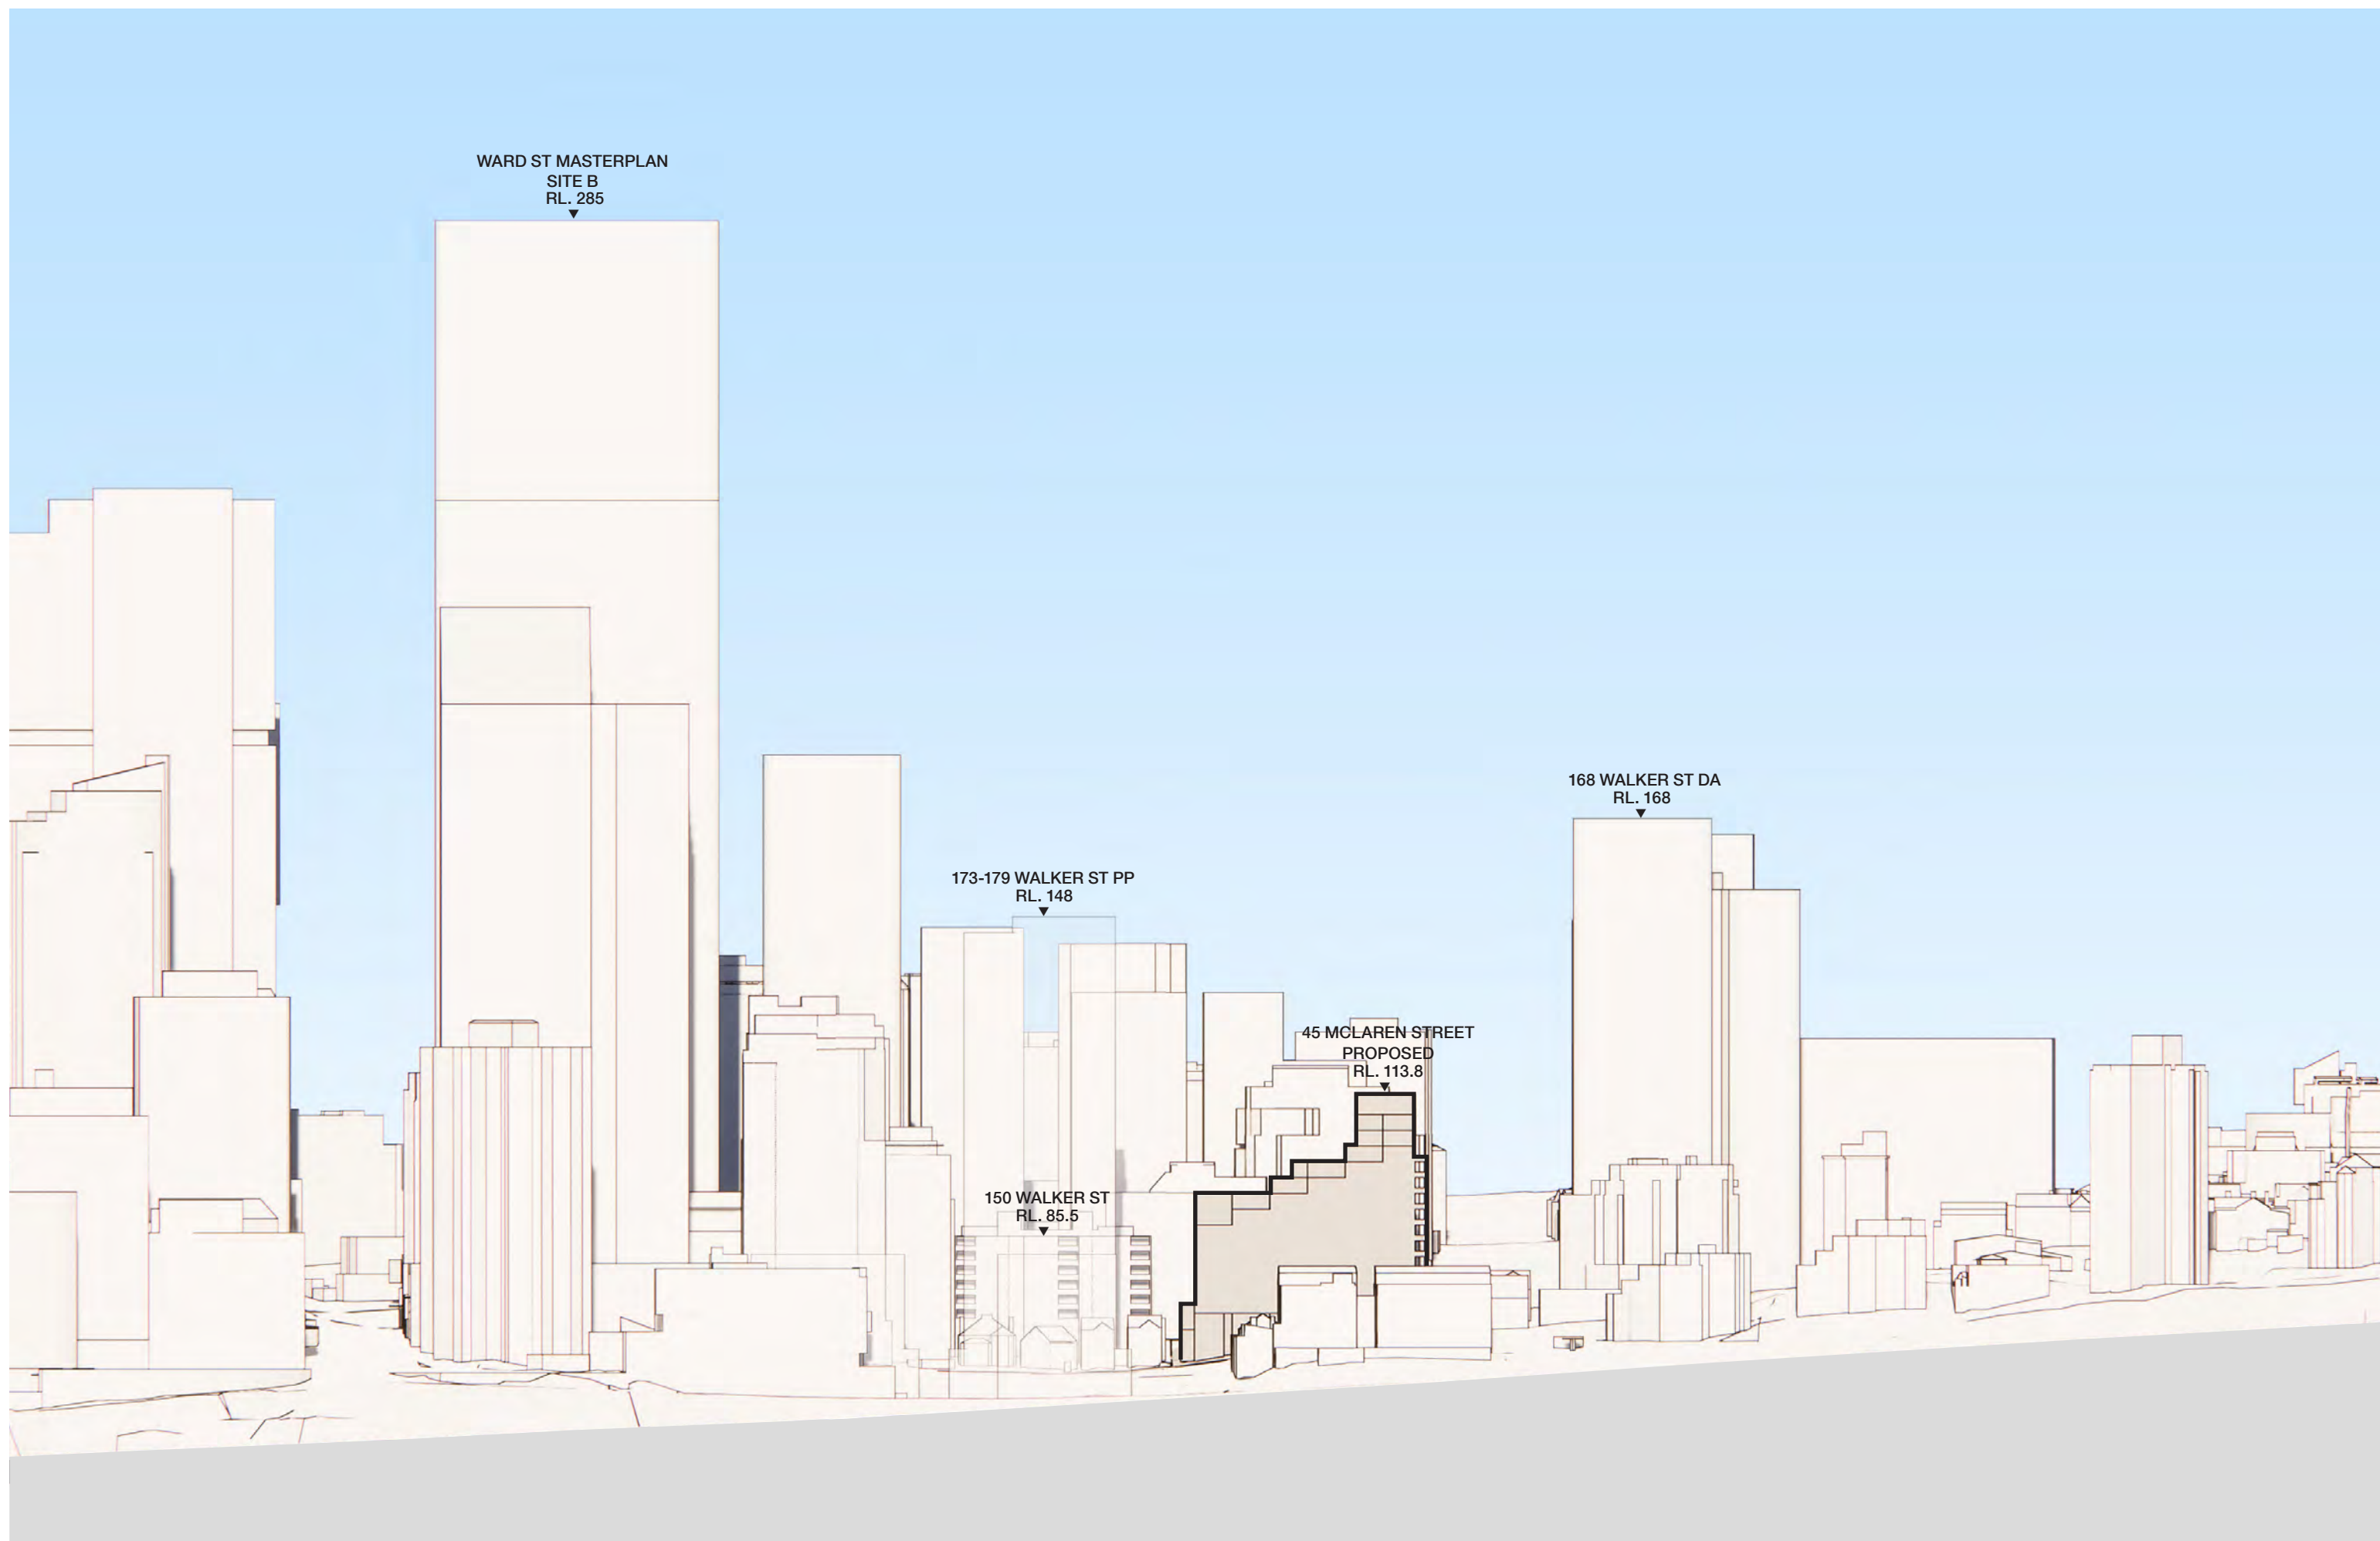 WARD ST MASTERPLAN
SITE B
RL. 285
168 WALKER ST DA
RL. 168
173-179 WALKER ST PP
RL. 148
45 MCLAREN STREET
PROPOSED
RL. 113.8
150 WALKER ST
RL. 85.5